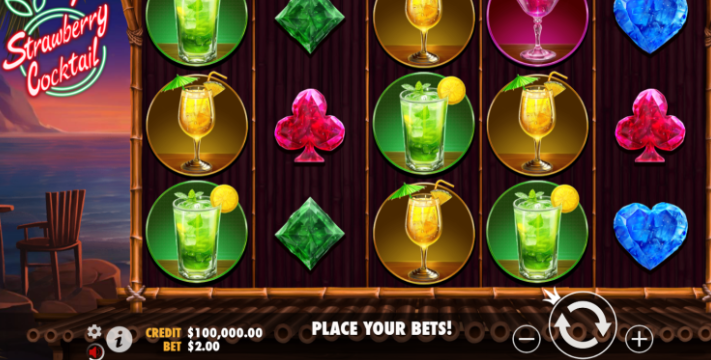 Strawberry
Cocktail
CREDIT $100,000.00
BET $2.00
PLACE YOUR BETS!